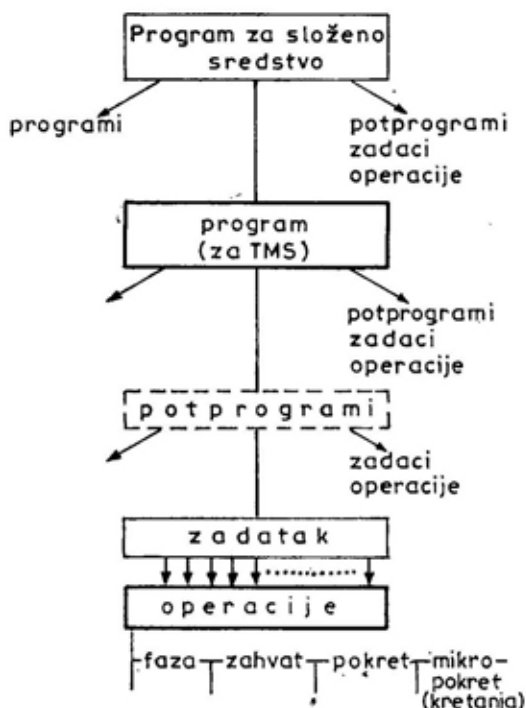 Program za složeno
sredstvo
programi
potprogrami
zadaci
operacije
program
(za TMS)
potprogrami
zadaci
operacije
potprogrami
zadaci
operacije
zadatak
operacije
faza zahvat pokret mikro-
pokret
(kretanja)